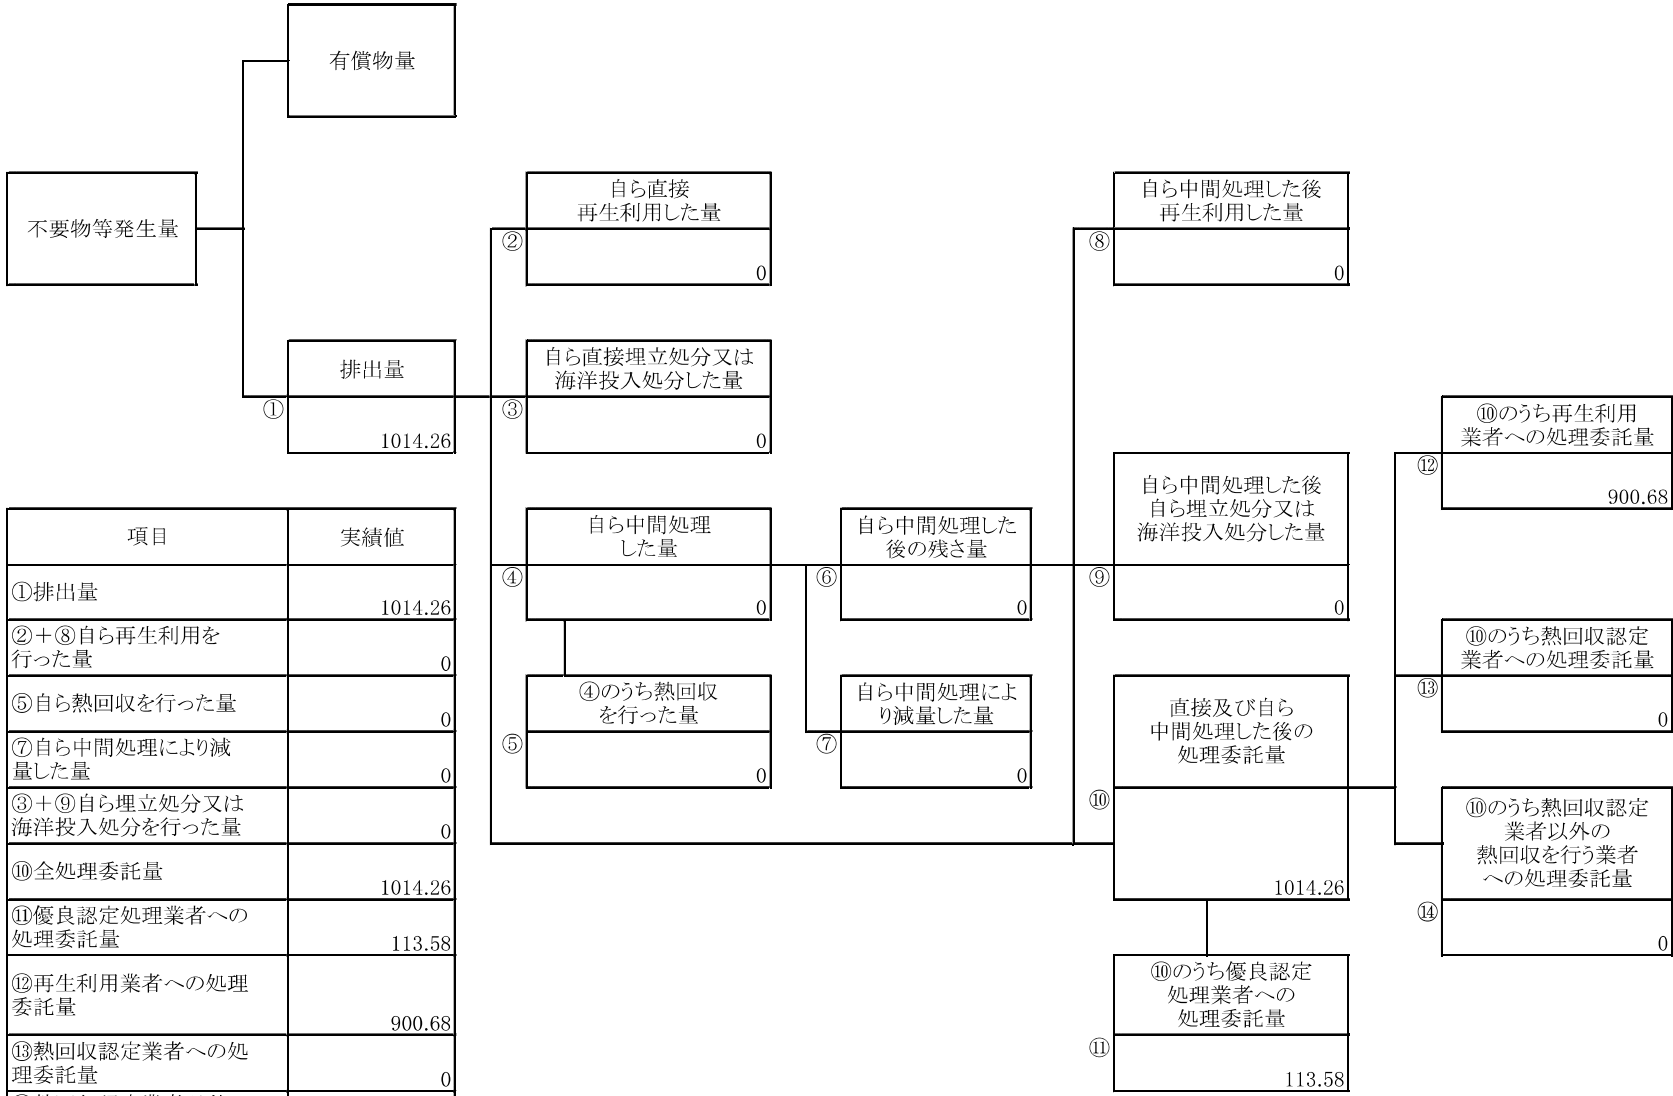 有償物量
不要物等発生量
自ら直接
再生利用した量
②
0
自ら中間処理した後
再生利用した量
⑧
0
排出量
①
1014.26
自ら直接埋立処分又は
海洋投入処分した量
③
0
⑩のうち再生利用
業者への処理委託量
⑫
900.68
自ら中間処理
した量
④
0
自ら中間処理した
後の残さ量
⑥
0
自ら中間処理した後
自ら埋立処分又は
海洋投入処分した量
⑨
0
⑩のうち熱回収認定
業者への処理委託量
⑬
0
④のうち熱回収
を行った量
⑤
0
自ら中間処理によ
り減量した量
⑦
0
直接及び自ら
中間処理した後の
処理委託量
⑩
1014.26
⑩のうち熱回収認定
業者以外の
熱回収を行う業者
への処理委託量
⑭
0
⑩のうち優良認定
処理業者への
処理委託量
⑪
113.58
項目 実績値
①排出量
1014.26
②＋⑧自ら再生利用を
行った量
0
⑤自ら熱回収を行った量
0
⑦自ら中間処理により減
量した量
0
③＋⑨自ら埋立処分又は
海洋投入処分を行った量
0
⑩全処理委託量
1014.26
⑪優良認定処理業者への
処理委託量
113.58
⑫再生利用業者への処理
委託量
900.68
⑬熱回収認定業者への処
理委託量
0